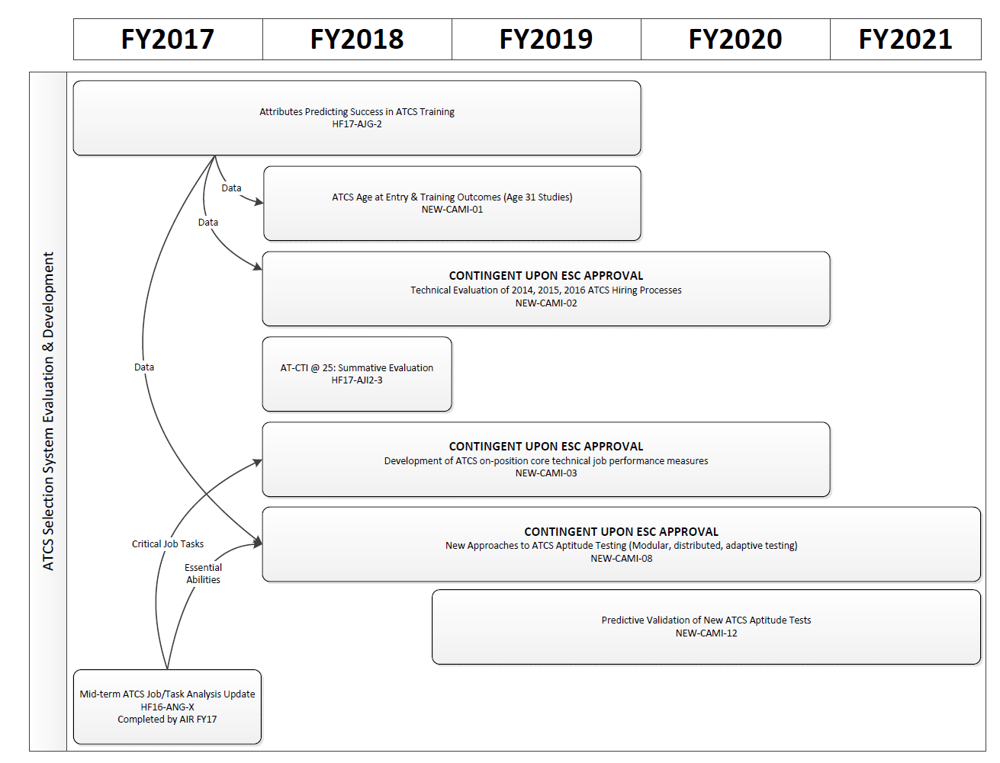 FY2017 FY2018 FY2019 FY2020 FY2021
ATCS Selection System Evaluation & Development
Attributes Predicting Success in ATCS Training
HF17-AJG-2
Data
ATCS Age at Entry & Training Outcomes (Age 31 Studies)
NEW-CAMI-01
Data
CONTINGENT UPON ESC APPROVAL
Technical Evaluation of 2014, 2015, 2016 ATCS Hiring Processes
NEW-CAMI-02
Data
AT-CTI @ 25: Summative Evaluation
HF17-AJI2-3
CONTINGENT UPON ESC APPROVAL
Development of ATCS on-position core technical job performance measures
NEW-CAMI-03
Critical Job Tasks
Essential
Abilities
CONTINGENT UPON ESC APPROVAL
New Approaches to ATCS Aptitude Testing (Modular, distributed, adaptive testing)
NEW-CAMI-08
Predictive Validation of New ATCS Aptitude Tests
NEW-CAMI-12
Mid-term ATCS Job/Task Analysis Update
HF16-ANG-X
Completed by AIR FY17